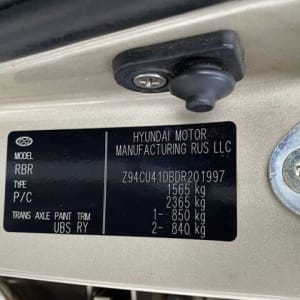 HYUNDAI MOTOR
MANUFACTURING RUS LLC
MODEL
RBR
Z94CU41DBDR201997
TYPE
1565 kg
P/C
2365 kg
1- 850 kg
TRANS AXLE PAINT TRIM
UBS RY
2- 840 kg